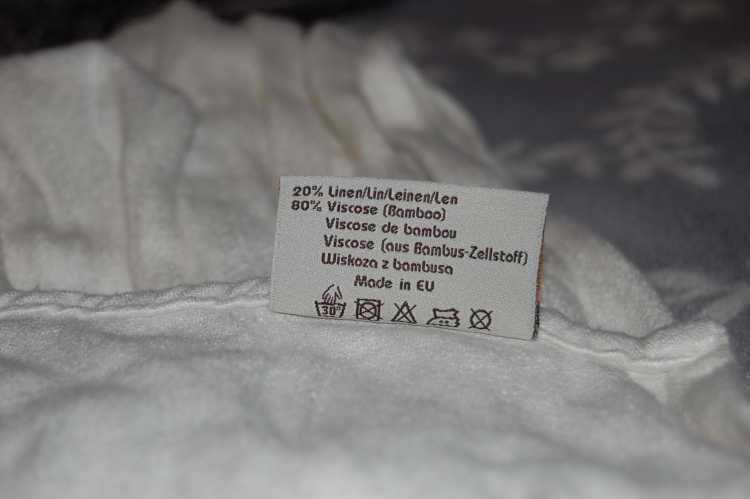 20% Linen/Lin/Leinen/Len
80% Viscose (Bamboo)
Viscose de bambou
Viscose (aus Bambus-Zellstoff)
Wiskoza z bambusa
Made in EU
30°